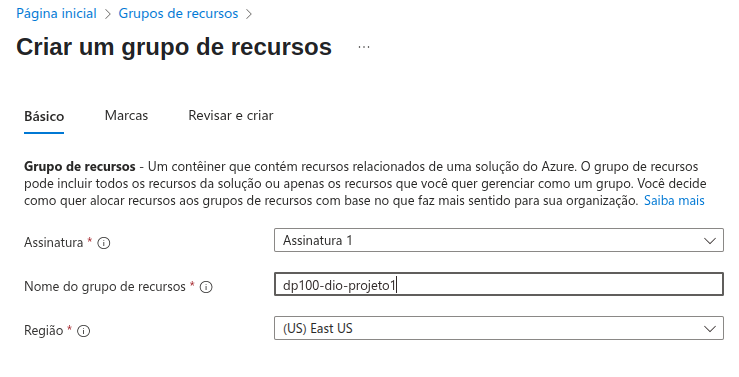 Página inicial > Grupos de recursos >
Criar um grupo de recursos ...
Básico Marcas Revisar e criar
Grupo de recursos - Um contêiner que contém recursos relacionados de uma solução do Azure. O grupo de recursos
pode incluir todos os recursos da solução ou apenas os recursos que você quer gerenciar como um grupo. Você decide
como quer alocar recursos aos grupos de recursos com base no que faz mais sentido para sua organização. Saiba mais
Assinatura * Assinatura 1
Nome do grupo de recursos * dp100-dio-projeto1
Região * (US) East US